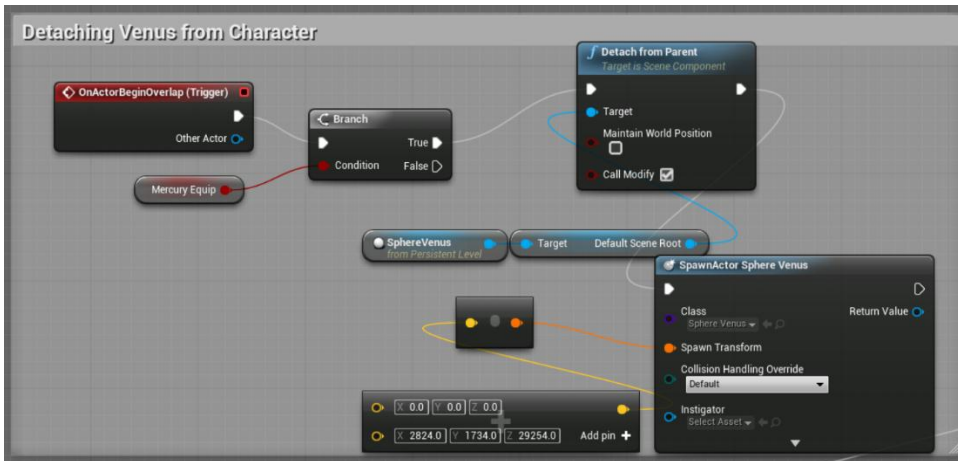 Detaching Venus from Character
OnActorBeginOverlap (Trigger)
Other Actor
Mercury Equip
Branch
True
Condition
False
Detach from Parent
Target is Scene Component
Target
Maintain World Position
Call Modify
SphereVenus
from Persistent Level
Target
Default Scene Root
SpawnActor Sphere Venus
Class
Sphere Venus
Return Value
Spawn Transform
Collision Handling Override
Default
Instigator
Select Asset
X 0.0 Y 0.0 Z 0.0
X 2824.0 Y 1734.0 Z 29254.0
Add pin +